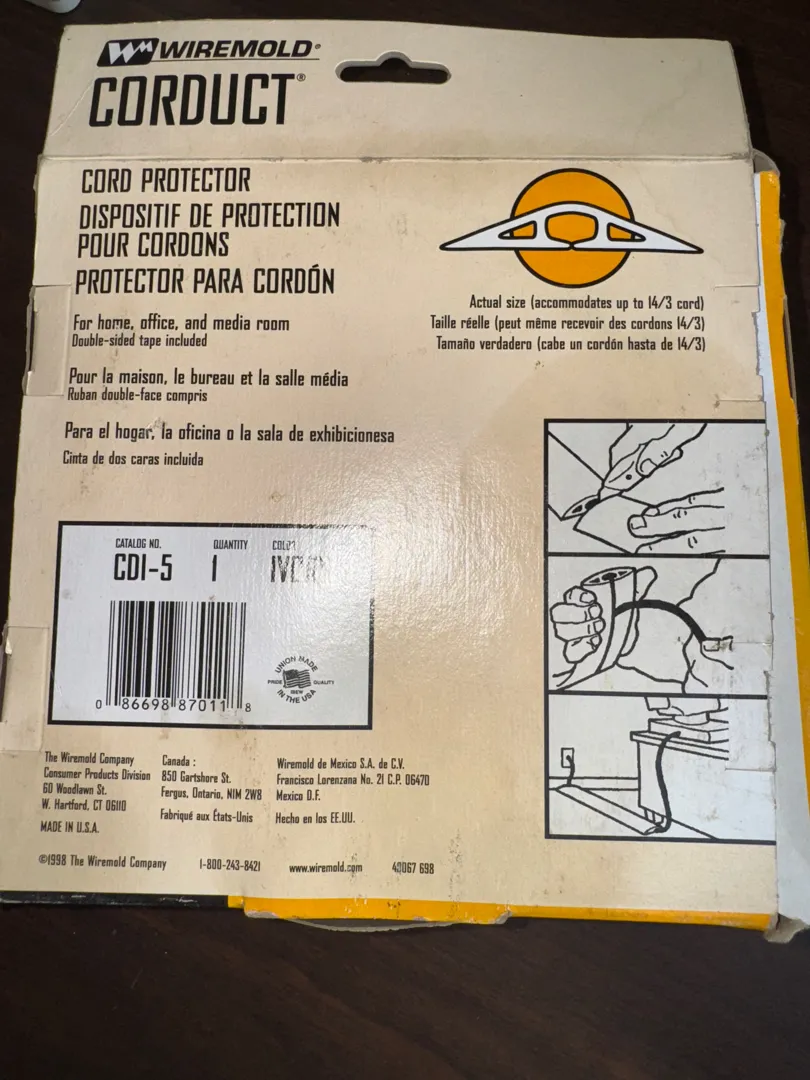 WIREMOLD®
CORDUCT®
CORD PROTECTOR
DISPOSITIF DE PROTECTION
POUR CORDONS
PROTECTOR PARA CORDÓN
For home, office, and media room
Double-sided tape included
Pour la maison, le bureau et la salle média
Ruban double-face compris
Para el hogar, la oficina o la sala de exhibicionesa
Cinta de dos caras incluida
Actual size (accommodates up to 14/3 cord)
Taille réelle (peut même recevoir des cordons 14/3)
Tamaño verdadero (cabe un cordón hasta de 14/3)
CATALOG NO. QUANTITY COLOR
CDI-5 1 IVORY
0 86698 87011 8
UNION MADE
PRIDE QUALITY
IBEW
IN THE USA
The Wiremold Company
Consumer Products Division
60 Woodlawn St.
W. Hartford, CT 06110
MADE IN U.S.A.
Canada :
850 Gartshore St.
Fergus, Ontario, NIM 2W8
Fabriqué aux États-Unis
Wiremold de Mexico S.A. de C.V.
Francisco Lorenzana No. 21 C.P. 06470
Mexico D.F.
Hecho en los EE.UU.
©1998 The Wiremold Company 1-800-243-8421 www.wiremold.com 40067 698